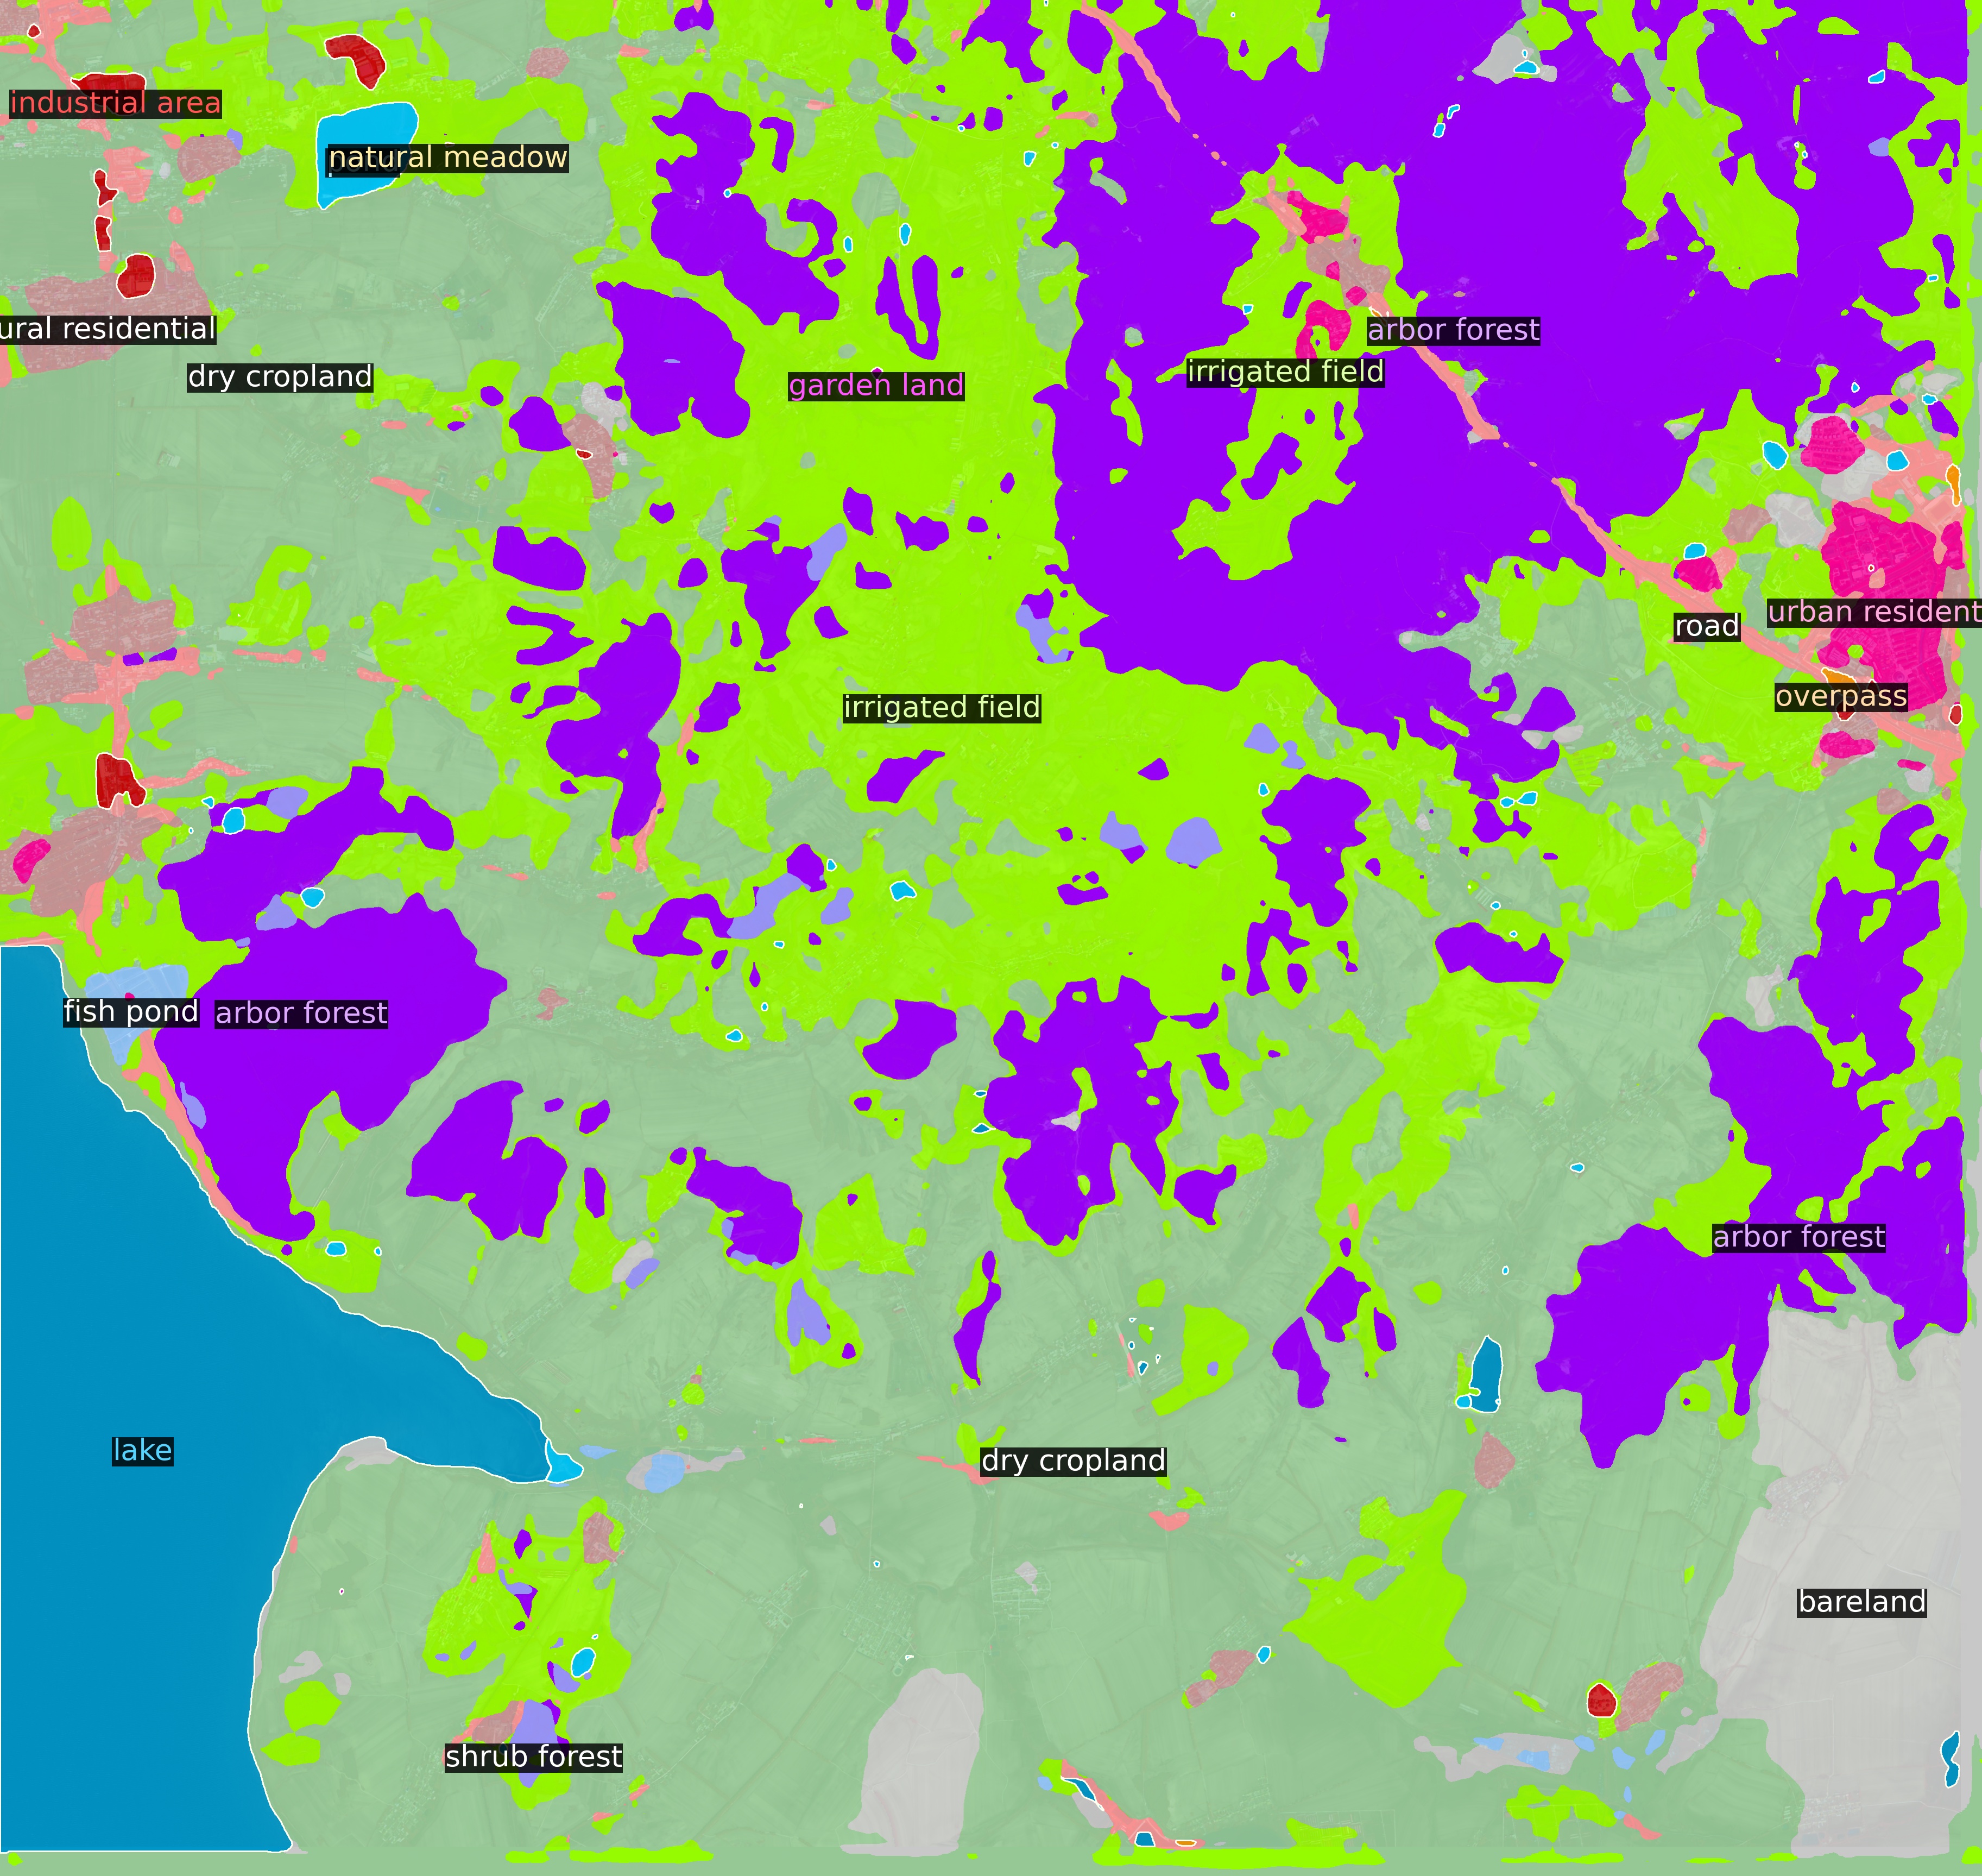 industrial area
natural meadow
ural residential
dry cropland
garden land
arbor forest
irrigated field
road
urban resident
overpass
irrigated field
fish pond
arbor forest
arbor forest
lake
dry cropland
bareland
shrub forest